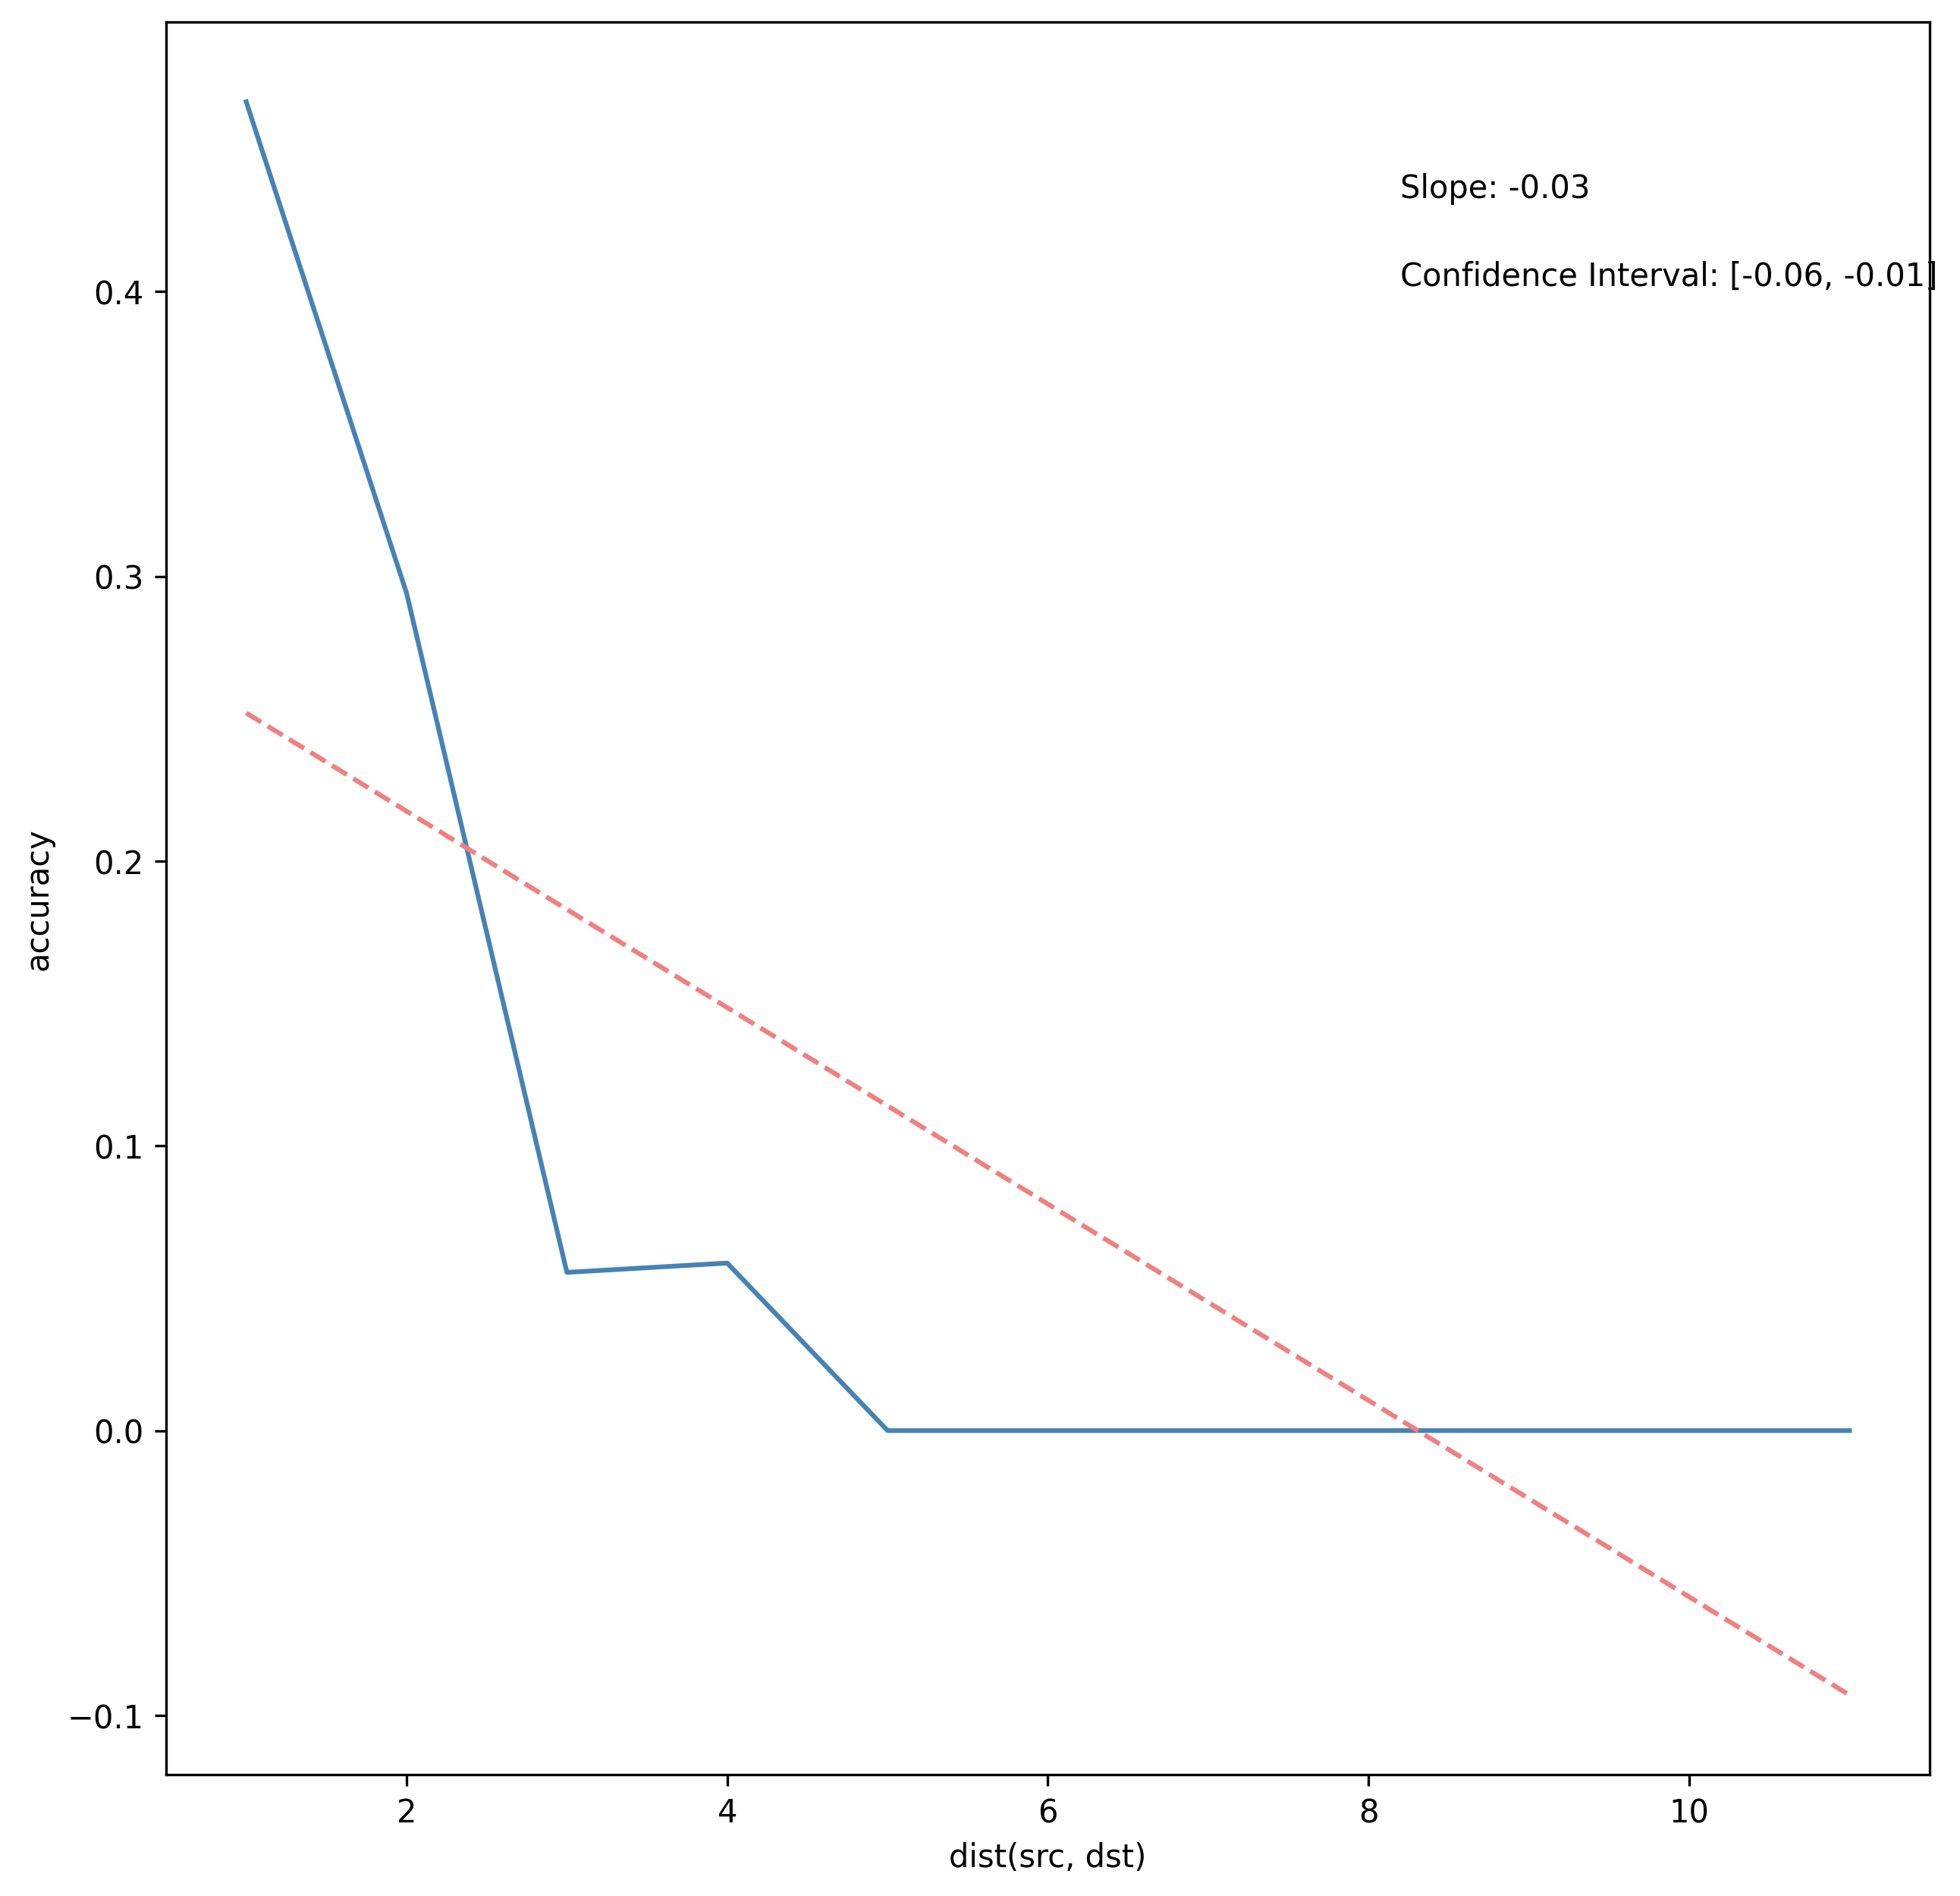 Slope: -0.03
Confidence Interval: [-0.06, -0.01]
0.4
0.3
0.2
0.1
0.0
−0.1
accuracy
2 4 6 8 10
dist(src, dst)